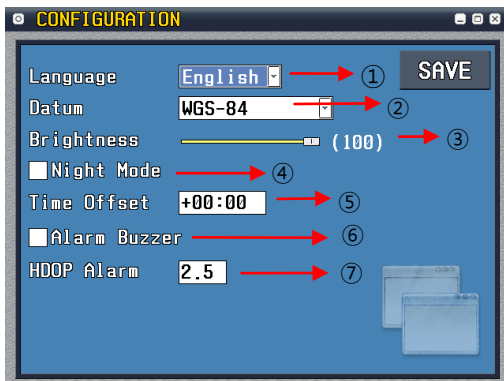 CONFIGURATION
SAVE
Language English ①
Datum WGS-84 ②
Brightness (100) ③
Night Mode ④
Time Offset +00:00 ⑤
Alarm Buzzer ⑥
HDOP Alarm 2.5 ⑦